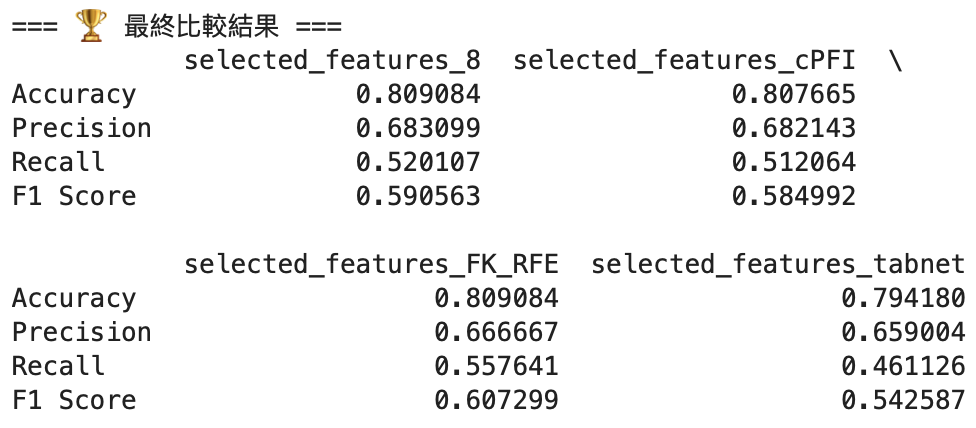 === 🏆 最終比較結果 ===
selected_features_8 selected_features_cPFI \
Accuracy 0.809084 0.807665
Precision 0.683099 0.682143
Recall 0.520107 0.512064
F1 Score 0.590563 0.584992
selected_features_FK_RFE selected_features_tabnet
Accuracy 0.809084 0.794180
Precision 0.666667 0.659004
Recall 0.557641 0.461126
F1 Score 0.607299 0.542587